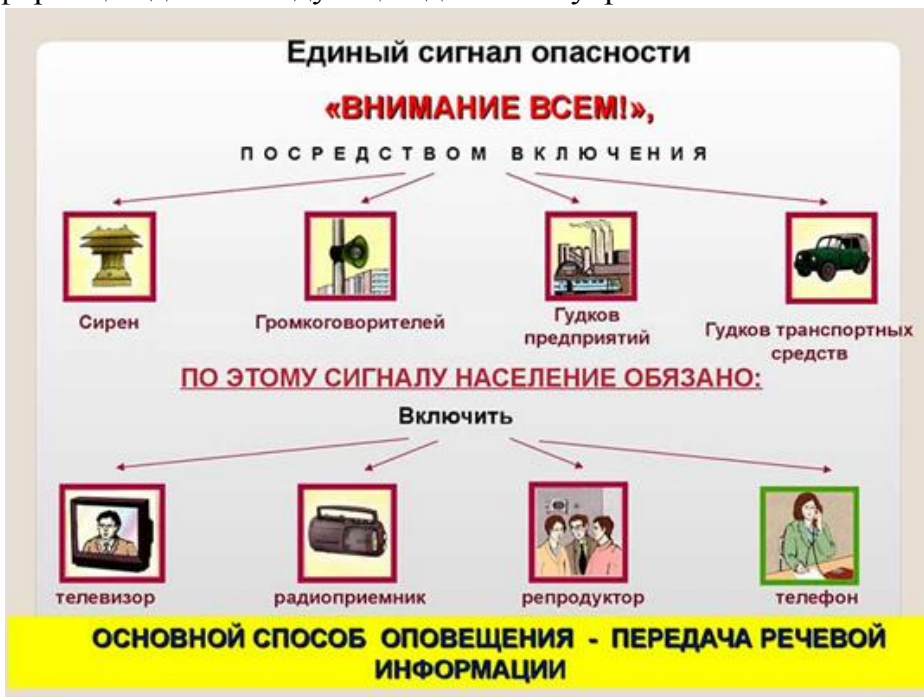 Единый сигнал опасности
«ВНИМАНИЕ ВСЕМ!»,
ПОСРЕДСТВОМ ВКЛЮЧЕНИЯ
Сирен
Громкоговорителей
Гудков
предприятий
Гудков транспортных
средств
ПО ЭТОМУ СИГНАЛУ НАСЕЛЕНИЕ ОБЯЗАНО:
Включить
телевизор
радиоприемник
репродуктор
телефон
ОСНОВНОЙ СПОСОБ ОПОВЕЩЕНИЯ - ПЕРЕДАЧА РЕЧЕВОЙ
ИНФОРМАЦИИ